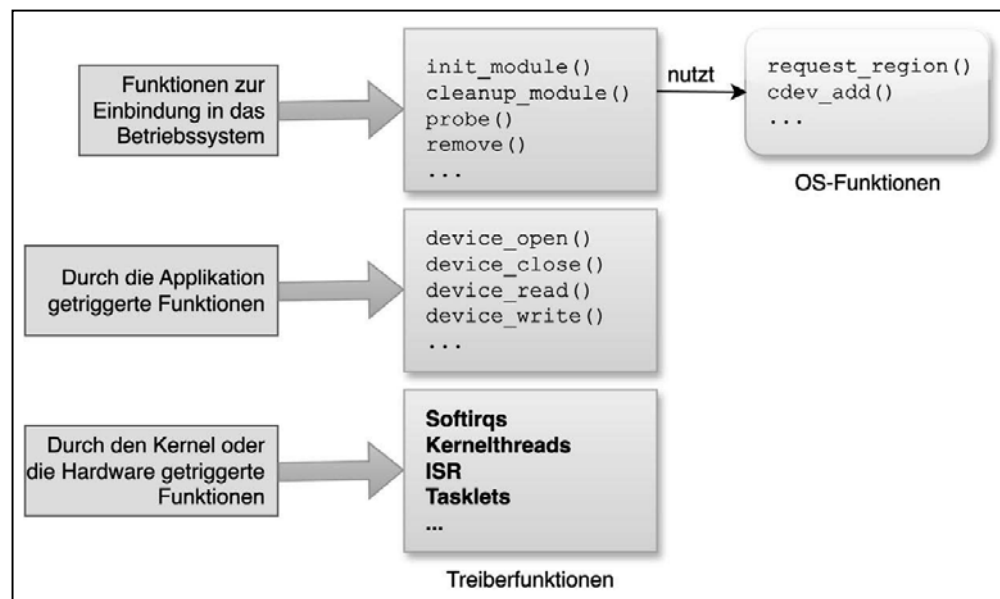 Funktionen zur
Einbindung in das
Betriebssystem
init_module()
cleanup_module()
probe()
remove()
...
nutzt
request_region()
cdev_add()
...
OS-Funktionen
Durch die Applikation
getriggerte Funktionen
device_open()
device_close()
device_read()
device_write()
...
Durch den Kernel oder
die Hardware getriggerte
Funktionen
Softirqs
Kernelthreads
ISR
Tasklets
...
Treiberfunktionen